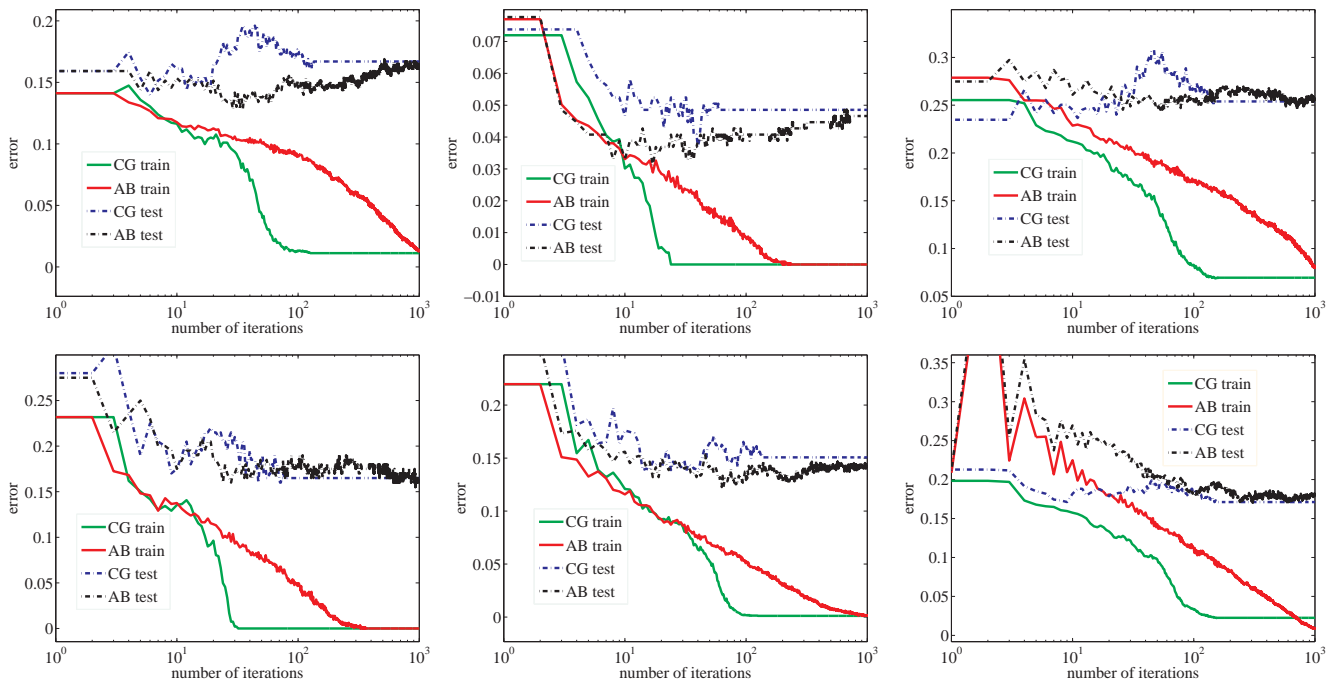 0.2
0.15
0.1
0.05
0
error
CG train
AB train
CG test
AB test
10^0 10^1 10^2 10^3
number of iterations
0.07
0.06
0.05
0.04
0.03
0.02
0.01
0
−0.01
error
CG train
AB train
CG test
AB test
10^0 10^1 10^2 10^3
number of iterations
0.3
0.25
0.2
0.15
0.1
0.05
error
CG train
AB train
CG test
AB test
10^0 10^1 10^2 10^3
number of iterations
0.25
0.2
0.15
0.1
0.05
0
error
CG train
AB train
CG test
AB test
10^0 10^1 10^2 10^3
number of iterations
0.2
0.15
0.1
0.05
0
error
CG train
AB train
CG test
AB test
10^0 10^1 10^2 10^3
number of iterations
0.35
0.3
0.25
0.2
0.15
0.1
0.05
0
error
CG train
AB train
CG test
AB test
10^0 10^1 10^2 10^3
number of iterations